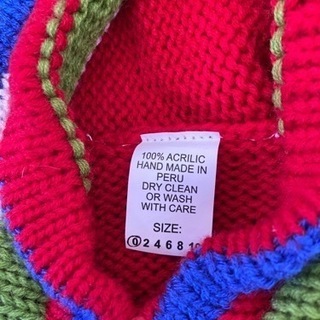 100% ACRILIC
HAND MADE IN
PERU
DRY CLEAN
OR WASH
WITH CARE
SIZE:
0 2 4 6 8